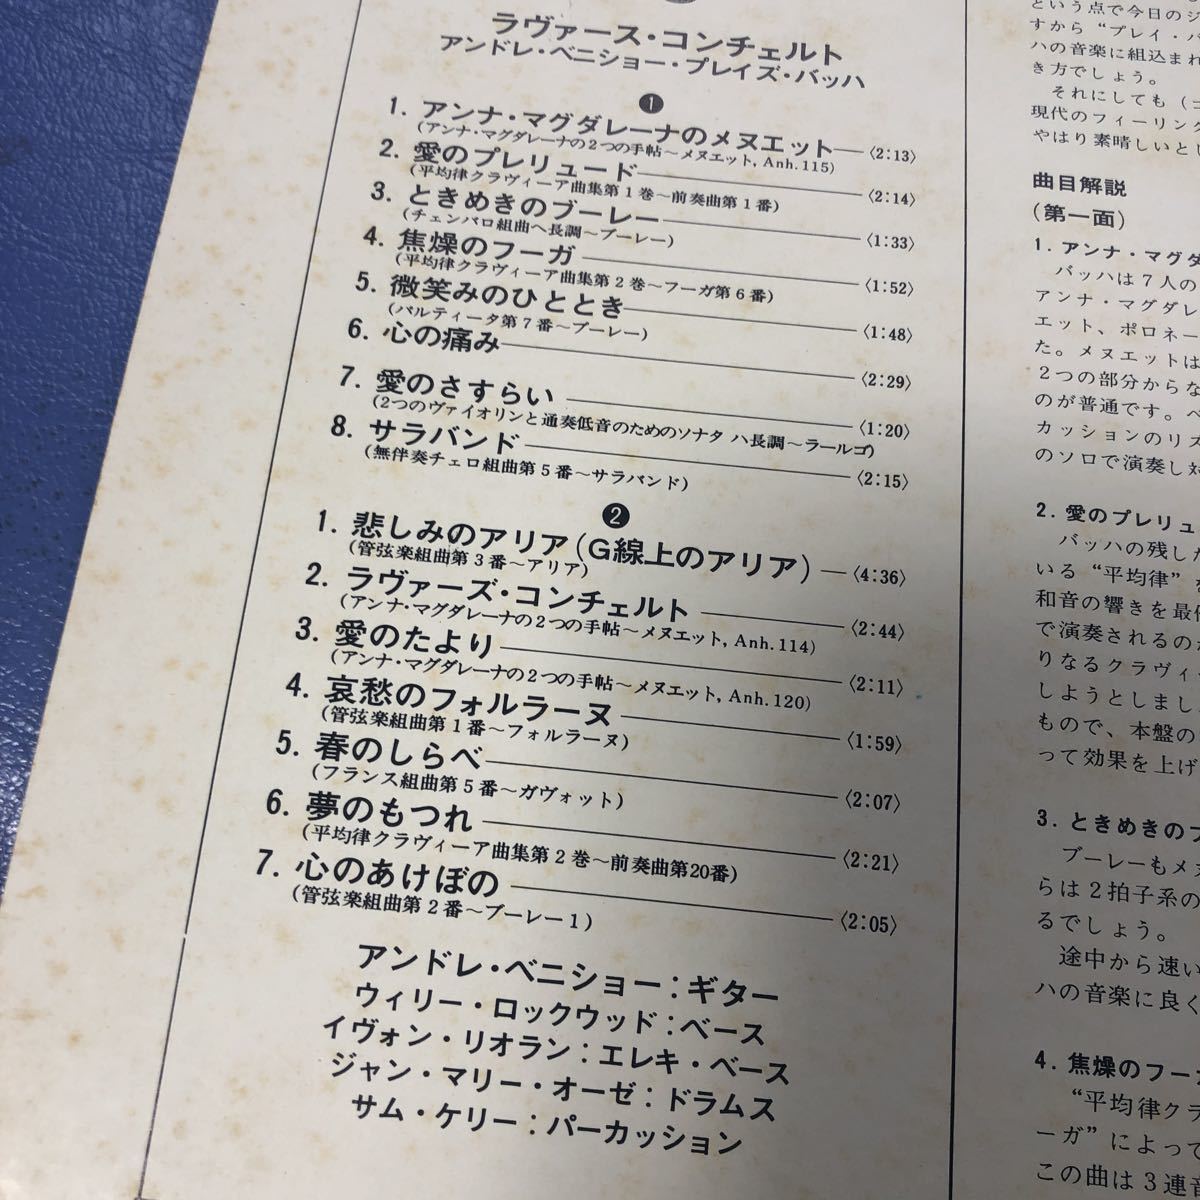 ラヴァース・コンチェルト
アンドレ・ベニショー・プレイズ・バッハ
❶
1. アンナ・マグダレーナのメヌエット―〈2:13〉
(アンナ・マグダレーナの2つの手帖〜メヌエット, Anh.115)
2. 愛のプレリュード―〈2:14〉
(平均律クラヴィーア曲集第1巻〜前奏曲第1番)
3. ときめきのブーレー―〈1:33〉
(チェンバロ組曲ヘ長調〜ブーレー)
4. 焦燥のフーガ―〈1:52〉
(平均律クラヴィーア曲集第2巻〜フーガ第6番)
5. 微笑みのひととき―〈1:48〉
(パルティータ第7番〜ブーレー)
6. 心の痛み―〈2:29〉
7. 愛のさすらい―〈1:20〉
(2つのヴァイオリンと通奏低音のためのソナタ ハ長調〜ラールゴ)
8. サラバンド―〈2:15〉
(無伴奏チェロ組曲第5番〜サラバンド)
❷
1. 悲しみのアリア(G線上のアリア)―〈4:36〉
(管弦楽組曲第3番〜アリア)
2. ラヴァーズ・コンチェルト―〈2:44〉
(アンナ・マグダレーナの2つの手帖〜メヌエット, Anh.114)
3. 愛のたより―〈2:11〉
(アンナ・マグダレーナの2つの手帖〜メヌエット, Anh.120)
4. 哀愁のフォルラーヌ―〈1:59〉
(管弦楽組曲第1番〜フォルラーヌ)
5. 春のしらべ―〈2:07〉
(フランス組曲第5番〜ガヴォット)
6. 夢のもつれ―〈2:21〉
(平均律クラヴィーア曲集第2巻〜前奏曲第20番)
7. 心のあけぼの―〈2:05〉
(管弦楽組曲第2番〜ブーレー1)
アンドレ・ベニショー：ギター
ウィリー・ロックウッド：ベース
イヴォン・リオラン：エレキ・ベース
ジャン・マリー・オーゼ：ドラムス
サム・ケリー：パーカッション
という点で今日のジ
すから“プレイ・バ
ハの音楽に組込まれ
き方でしょう。
それにしても(コ
現代のフィーリング
やはり素晴しいとし
曲目解説
(第一面)
1. アンナ・マグダ
バッハは7人の
アンナ・マグダレ
エット、ポロネー
た。メヌエットは
2つの部分からな
のが普通です。ベ
カッションのリズ
のソロで演奏し対
2. 愛のプレリュ
バッハの残した
いる“平均律”を
和音の響きを最
で演奏されるのが
りなるクラヴィ
しようとしまし
もので、本盤の
って効果を上げ
3. ときめきのブ
ブーレーもメヌ
らは2拍子系の
るでしょう。
途中から速い
ハの音楽に良く
4. 焦燥のフー
“平均律クラ
ーガ”によって
この曲は3連音